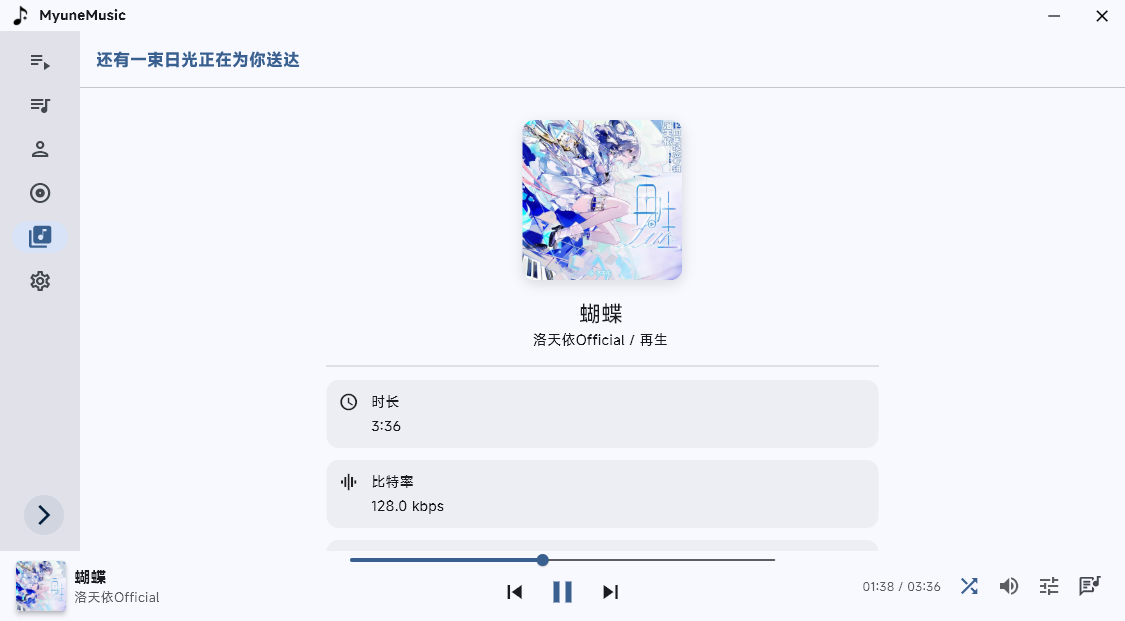 MyuneMusic
还有一束日光正在为你送达
蝴蝶
洛天依Official / 再生
时长
3:36
比特率
128.0 kbps
蝴蝶
洛天依Official
01:38 / 03:36